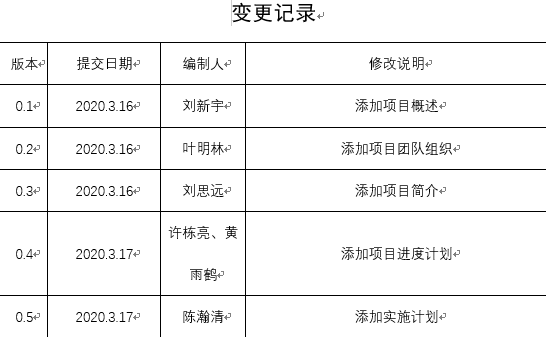 变更记录
版本 提交日期 编制人 修改说明
0.1 2020.3.16 刘新宇 添加项目概述
0.2 2020.3.16 叶明林 添加项目团队组织
0.3 2020.3.16 刘思远 添加项目简介
0.4 2020.3.17 许栋亮、黄雨鹤 添加项目进度计划
0.5 2020.3.17 陈瀚清 添加实施计划